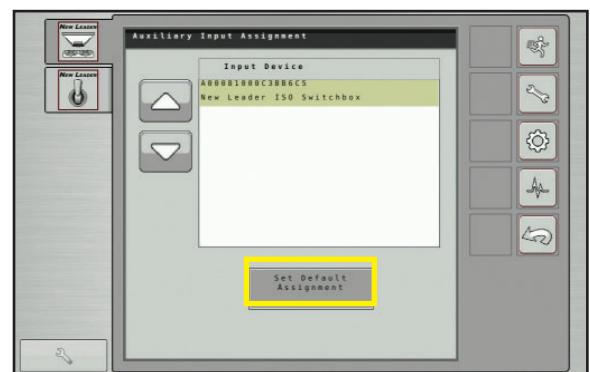 New Leader
New Leader
Auxiliary Input Assignment
Input Device
A00081000C3BB6C5
New Leader ISO Switchbox
Set Default
Assignment